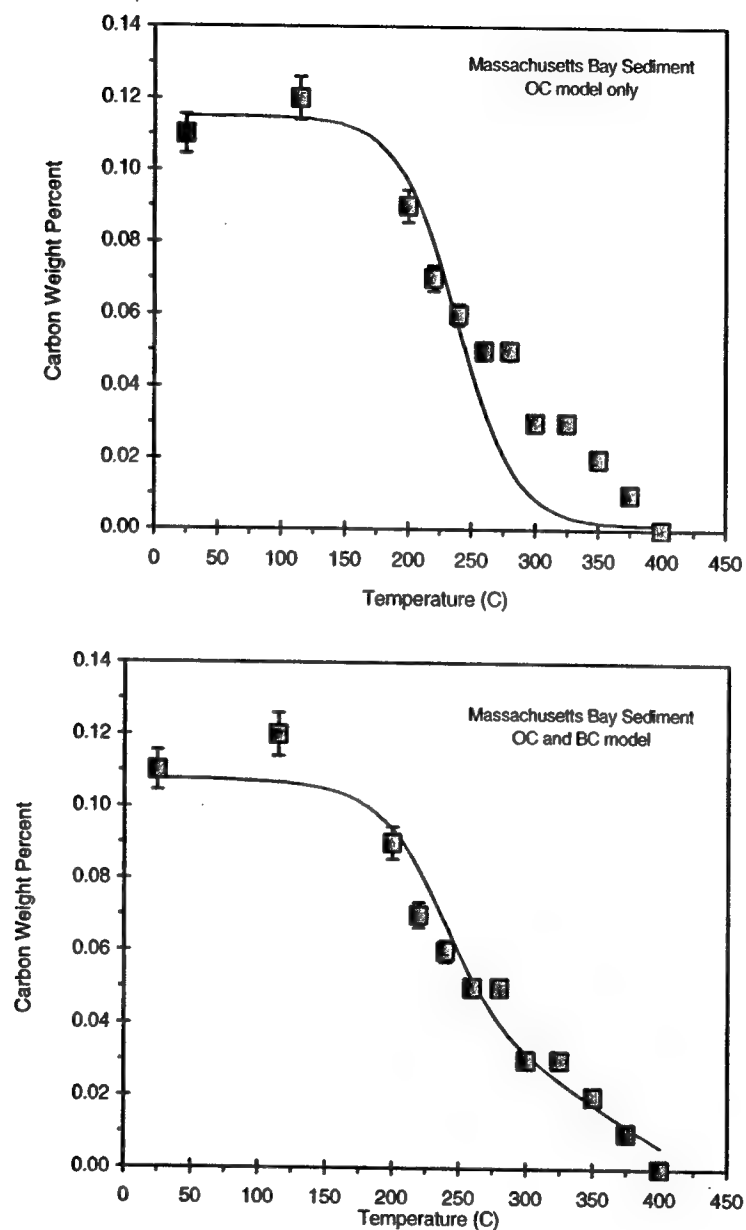 0.14
Massachusetts Bay Sediment
OC model only
0.12
0.10
0.08
0.06
0.04
0.02
0.00
Carbon Weight Percent
0 50 100 150 200 250 300 350 400 450
Temperature (C)
0.14
Massachusetts Bay Sediment
OC and BC model
0.12
0.10
0.08
0.06
0.04
0.02
0.00
Carbon Weight Percent
0 50 100 150 200 250 300 350 400 450
Temperature (C)